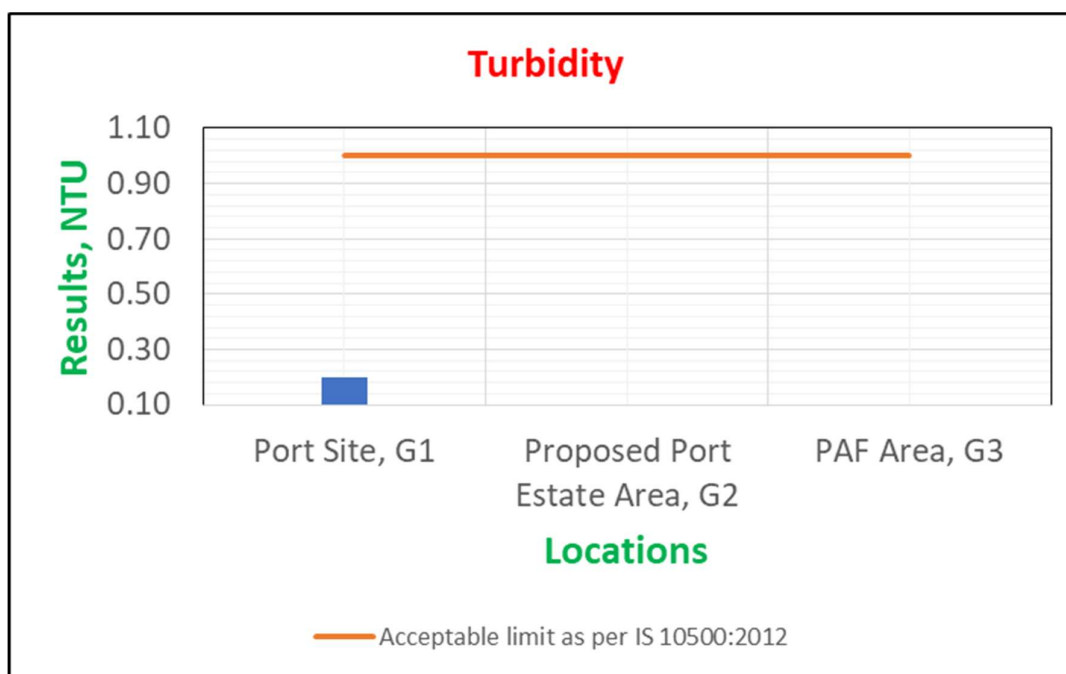 Turbidity
Results, NTU
1.10
0.90
0.70
0.50
0.30
0.10
Port Site, G1
Proposed Port
Estate Area, G2
PAF Area, G3
Locations
Acceptable limit as per IS 10500:2012